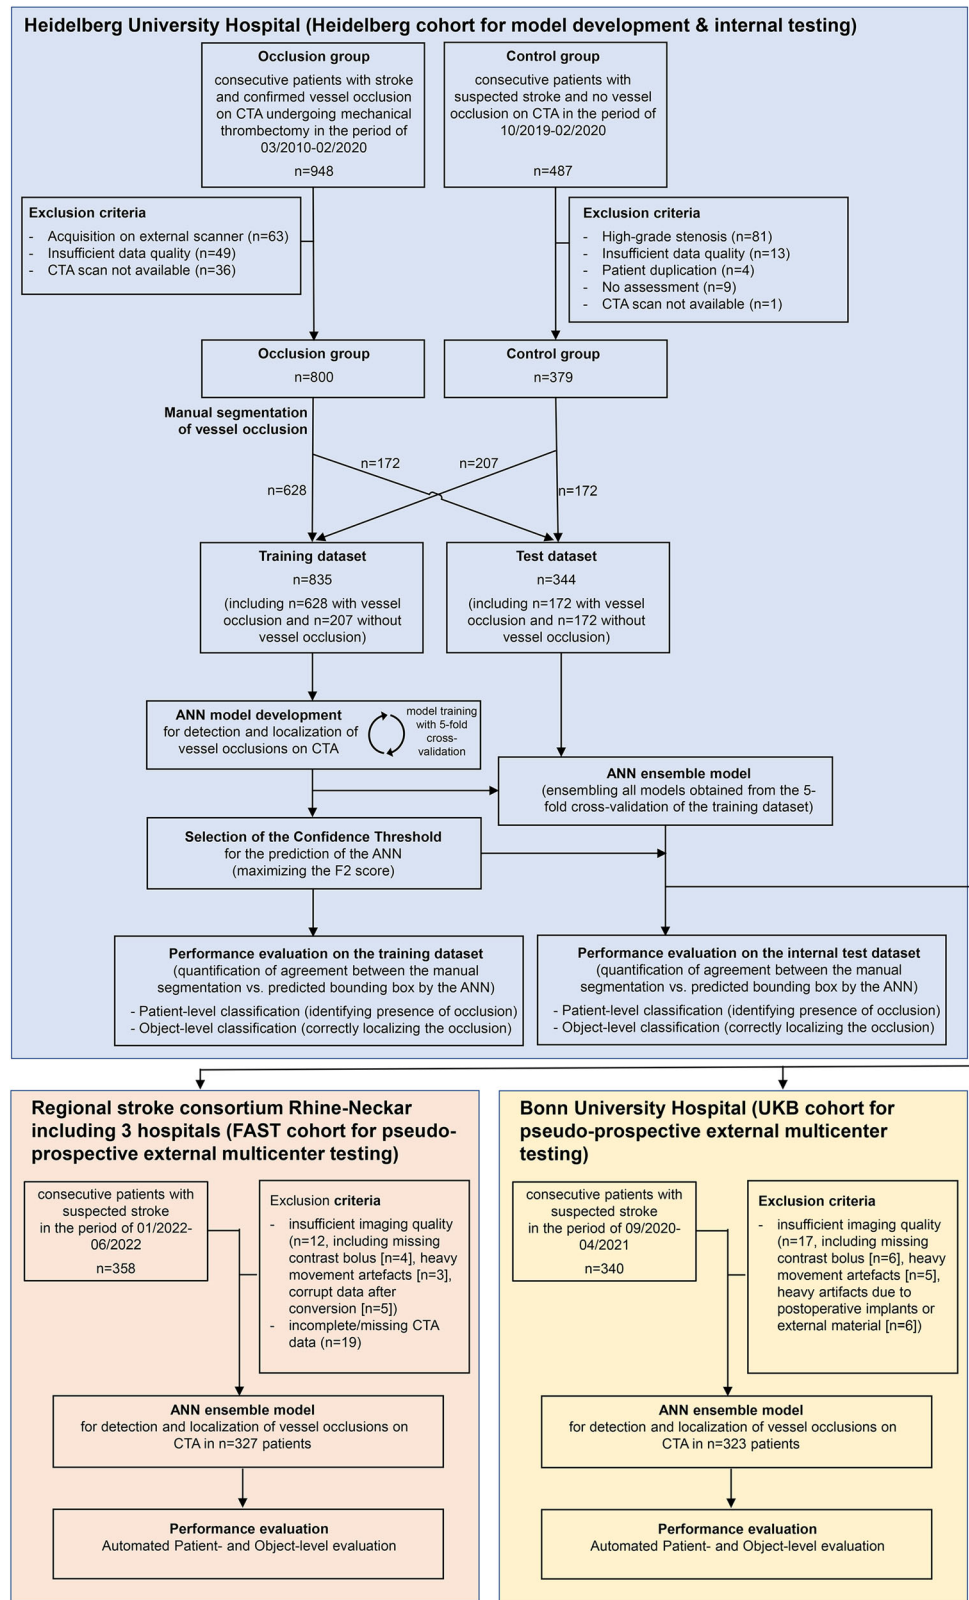 Heidelberg University Hospital (Heidelberg cohort for model development & internal testing)
Occlusion group
consecutive patients with stroke
and confirmed vessel occlusion
on CTA undergoing mechanical
thrombectomy in the period of
03/2010-02/2020
n=948
Control group
consecutive patients with
suspected stroke and no vessel
occlusion on CTA in the period of
10/2019-02/2020
n=487
Exclusion criteria
- Acquisition on external scanner (n=63)
- Insufficient data quality (n=49)
- CTA scan not available (n=36)
Exclusion criteria
- High-grade stenosis (n=81)
- Insufficient data quality (n=13)
- Patient duplication (n=4)
- No assessment (n=9)
- CTA scan not available (n=1)
Occlusion group
n=800
Control group
n=379
Manual segmentation
of vessel occlusion
n=172
n=207
n=628
n=172
Training dataset
n=835
(including n=628 with vessel
occlusion and n=207 without
vessel occlusion)
Test dataset
n=344
(including n=172 with vessel
occlusion and n=172 without
vessel occlusion)
ANN model development
for detection and localization of
vessel occlusions on CTA
model training
with 5-fold
cross-
validation
ANN ensemble model
(ensembling all models obtained from the 5-
fold cross-validation of the training dataset)
Selection of the Confidence Threshold
for the prediction of the ANN
(maximizing the F2 score)
Performance evaluation on the training dataset
(quantification of agreement between the manual
segmentation vs. predicted bounding box by the ANN)
- Patient-level classification (identifying presence of occlusion)
- Object-level classification (correctly localizing the occlusion)
Performance evaluation on the internal test dataset
(quantification of agreement between the manual
segmentation vs. predicted bounding box by the ANN)
- Patient-level classification (identifying presence of occlusion)
- Object-level classification (correctly localizing the occlusion)
Regional stroke consortium Rhine-Neckar
including 3 hospitals (FAST cohort for pseudo-
prospective external multicenter testing)
consecutive patients with
suspected stroke
in the period of 01/2022-
06/2022
n=358
Exclusion criteria
- insufficient imaging quality
(n=12, including missing
contrast bolus [n=4], heavy
movement artefacts [n=3],
corrupt data after
conversion [n=5])
- incomplete/missing CTA
data (n=19)
ANN ensemble model
for detection and localization of vessel occlusions on
CTA in n=327 patients
Performance evaluation
Automated Patient- and Object-level evaluation
Bonn University Hospital (UKB cohort for
pseudo-prospective external multicenter
testing)
consecutive patients with
suspected stroke
in the period of 09/2020-
04/2021
n=340
Exclusion criteria
- insufficient imaging quality
(n=17, including missing
contrast bolus [n=6], heavy
movement artefacts [n=5],
heavy artifacts due to
postoperative implants or
external material [n=6])
ANN ensemble model
for detection and localization of vessel occlusions on
CTA in n=323 patients
Performance evaluation
Automated Patient- and Object-level evaluation